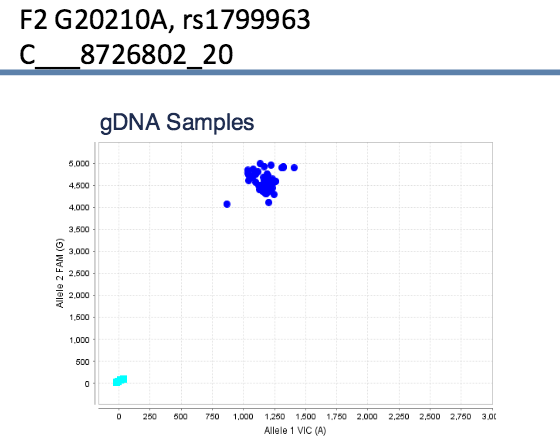 F2 G20210A, rs1799963
C___8726802_20
gDNA Samples
5,000
4,500
4,000
3,500
3,000
2,500
2,000
1,500
1,000
500
0
Allele 2 FAM (G)
0 250 500 750 1,000 1,250 1,500 1,750 2,000 2,250 2,500 2,750 3,00
Allele 1 VIC (A)